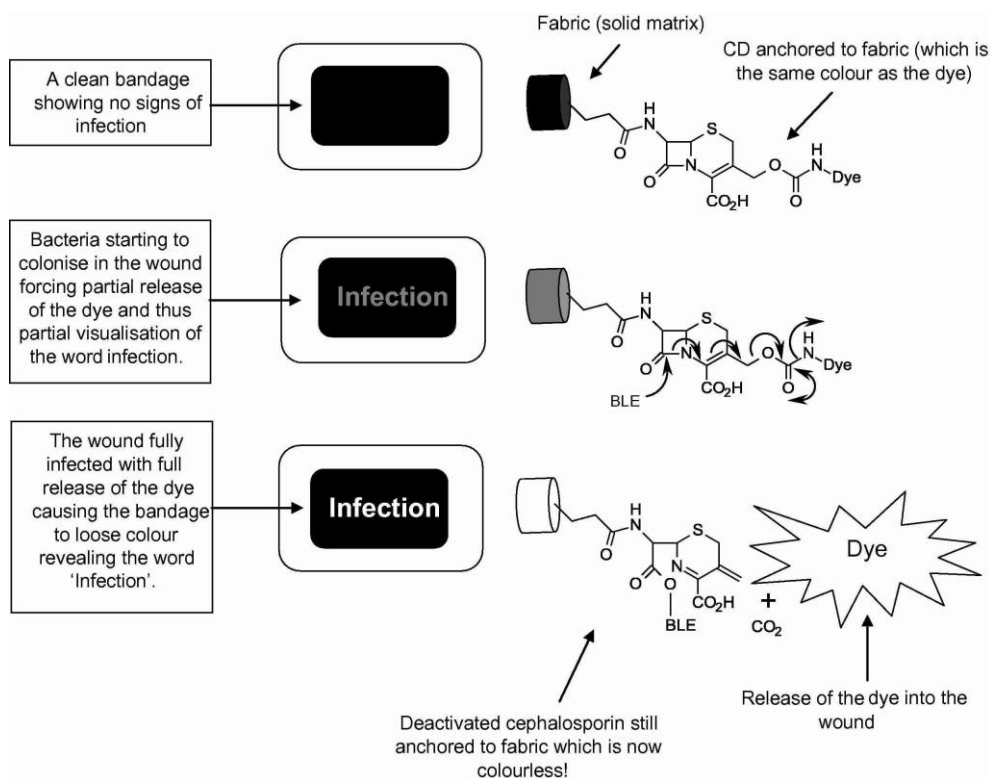 Fabric (solid matrix)
CD anchored to fabric (which is
the same colour as the dye)
A clean bandage
showing no signs of
infection
H
N
O
S
N
O
CO2H
O
O
H
N
Dye
Bacteria starting to
colonise in the wound
forcing partial release
of the dye and thus
partial visualisation of
the word infection.
Infection
H
N
O
S
N
O
CO2H
O
O
H
N
Dye
BLE
The wound fully
infected with full
release of the dye
causing the bandage
to loose colour
revealing the word
'Infection'.
Infection
H
N
O
S
N
O
O
CO2H
BLE
+
CO2
Dye
Release of the dye into the
wound
Deactivated cephalosporin still
anchored to fabric which is now
colourless!